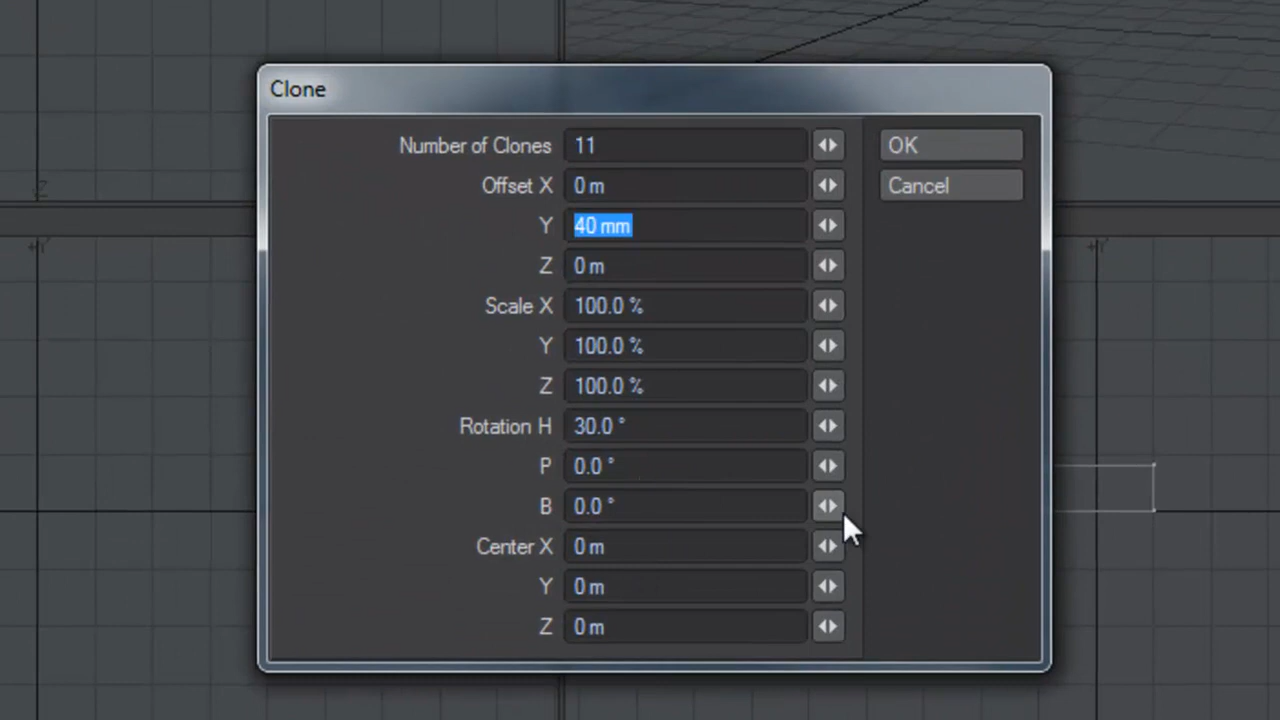 Clone
Number of Clones 11
OK
Offset X 0 m
Cancel
Y 40 mm
Z 0 m
Scale X 100.0 %
Y 100.0 %
Z 100.0 %
Rotation H 30.0 °
P 0.0 °
B 0.0 °
Center X 0 m
Y 0 m
Z 0 m
Z
+Y
+Y